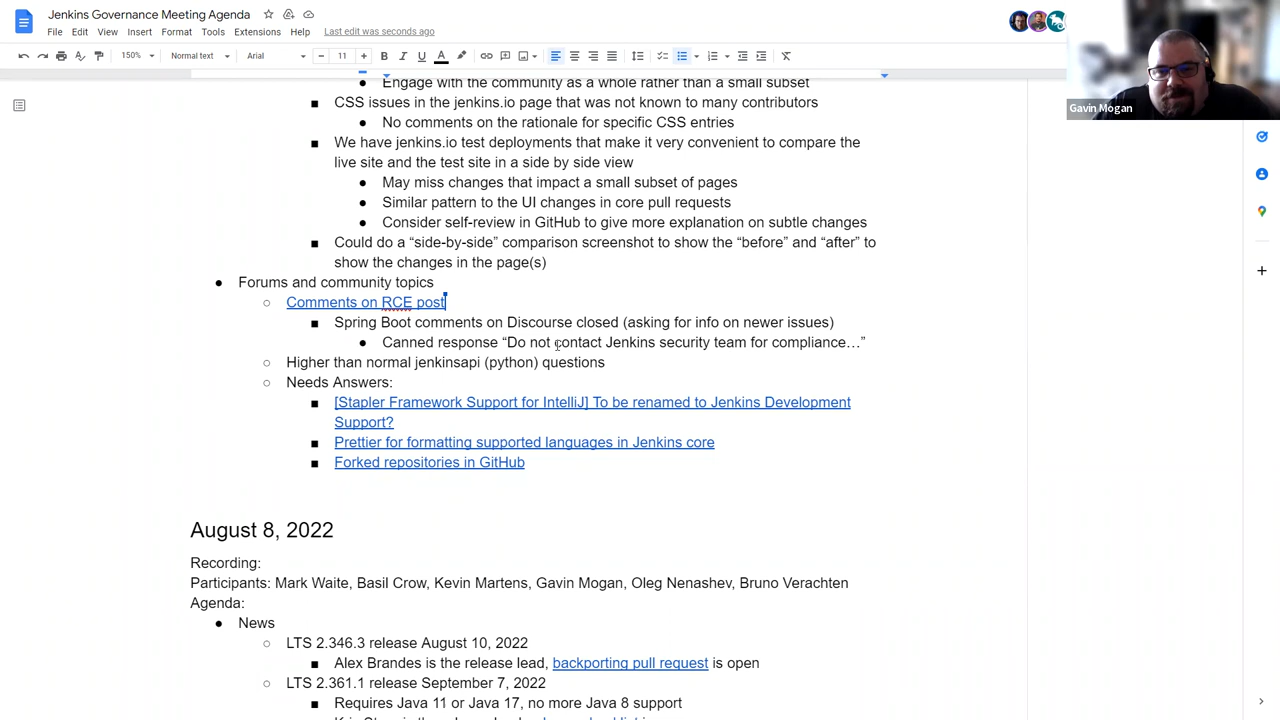 Jenkins Governance Meeting Agenda
File Edit View Insert Format Tools Extensions Help Last edit was seconds ago
150% Normal text Arial 11
Gavin Mogan
Engage with the community as a whole rather than a small subset
CSS issues in the jenkins.io page that was not known to many contributors
No comments on the rationale for specific CSS entries
We have jenkins.io test deployments that make it very convenient to compare the
live site and the test site in a side by side view
May miss changes that impact a small subset of pages
Similar pattern to the UI changes in core pull requests
Consider self-review in GitHub to give more explanation on subtle changes
Could do a “side-by-side” comparison screenshot to show the “before” and “after” to
show the changes in the page(s)
Forums and community topics
Comments on RCE post
Spring Boot comments on Discourse closed (asking for info on newer issues)
Canned response “Do not contact Jenkins security team for compliance…”
Higher than normal jenkinsapi (python) questions
Needs Answers:
[Stapler Framework Support for IntelliJ] To be renamed to Jenkins Development
Support?
Prettier for formatting supported languages in Jenkins core
Forked repositories in GitHub
August 8, 2022
Recording:
Participants: Mark Waite, Basil Crow, Kevin Martens, Gavin Mogan, Oleg Nenashev, Bruno Verachten
Agenda:
News
LTS 2.346.3 release August 10, 2022
Alex Brandes is the release lead, backporting pull request is open
LTS 2.361.1 release September 7, 2022
Requires Java 11 or Java 17, no more Java 8 support